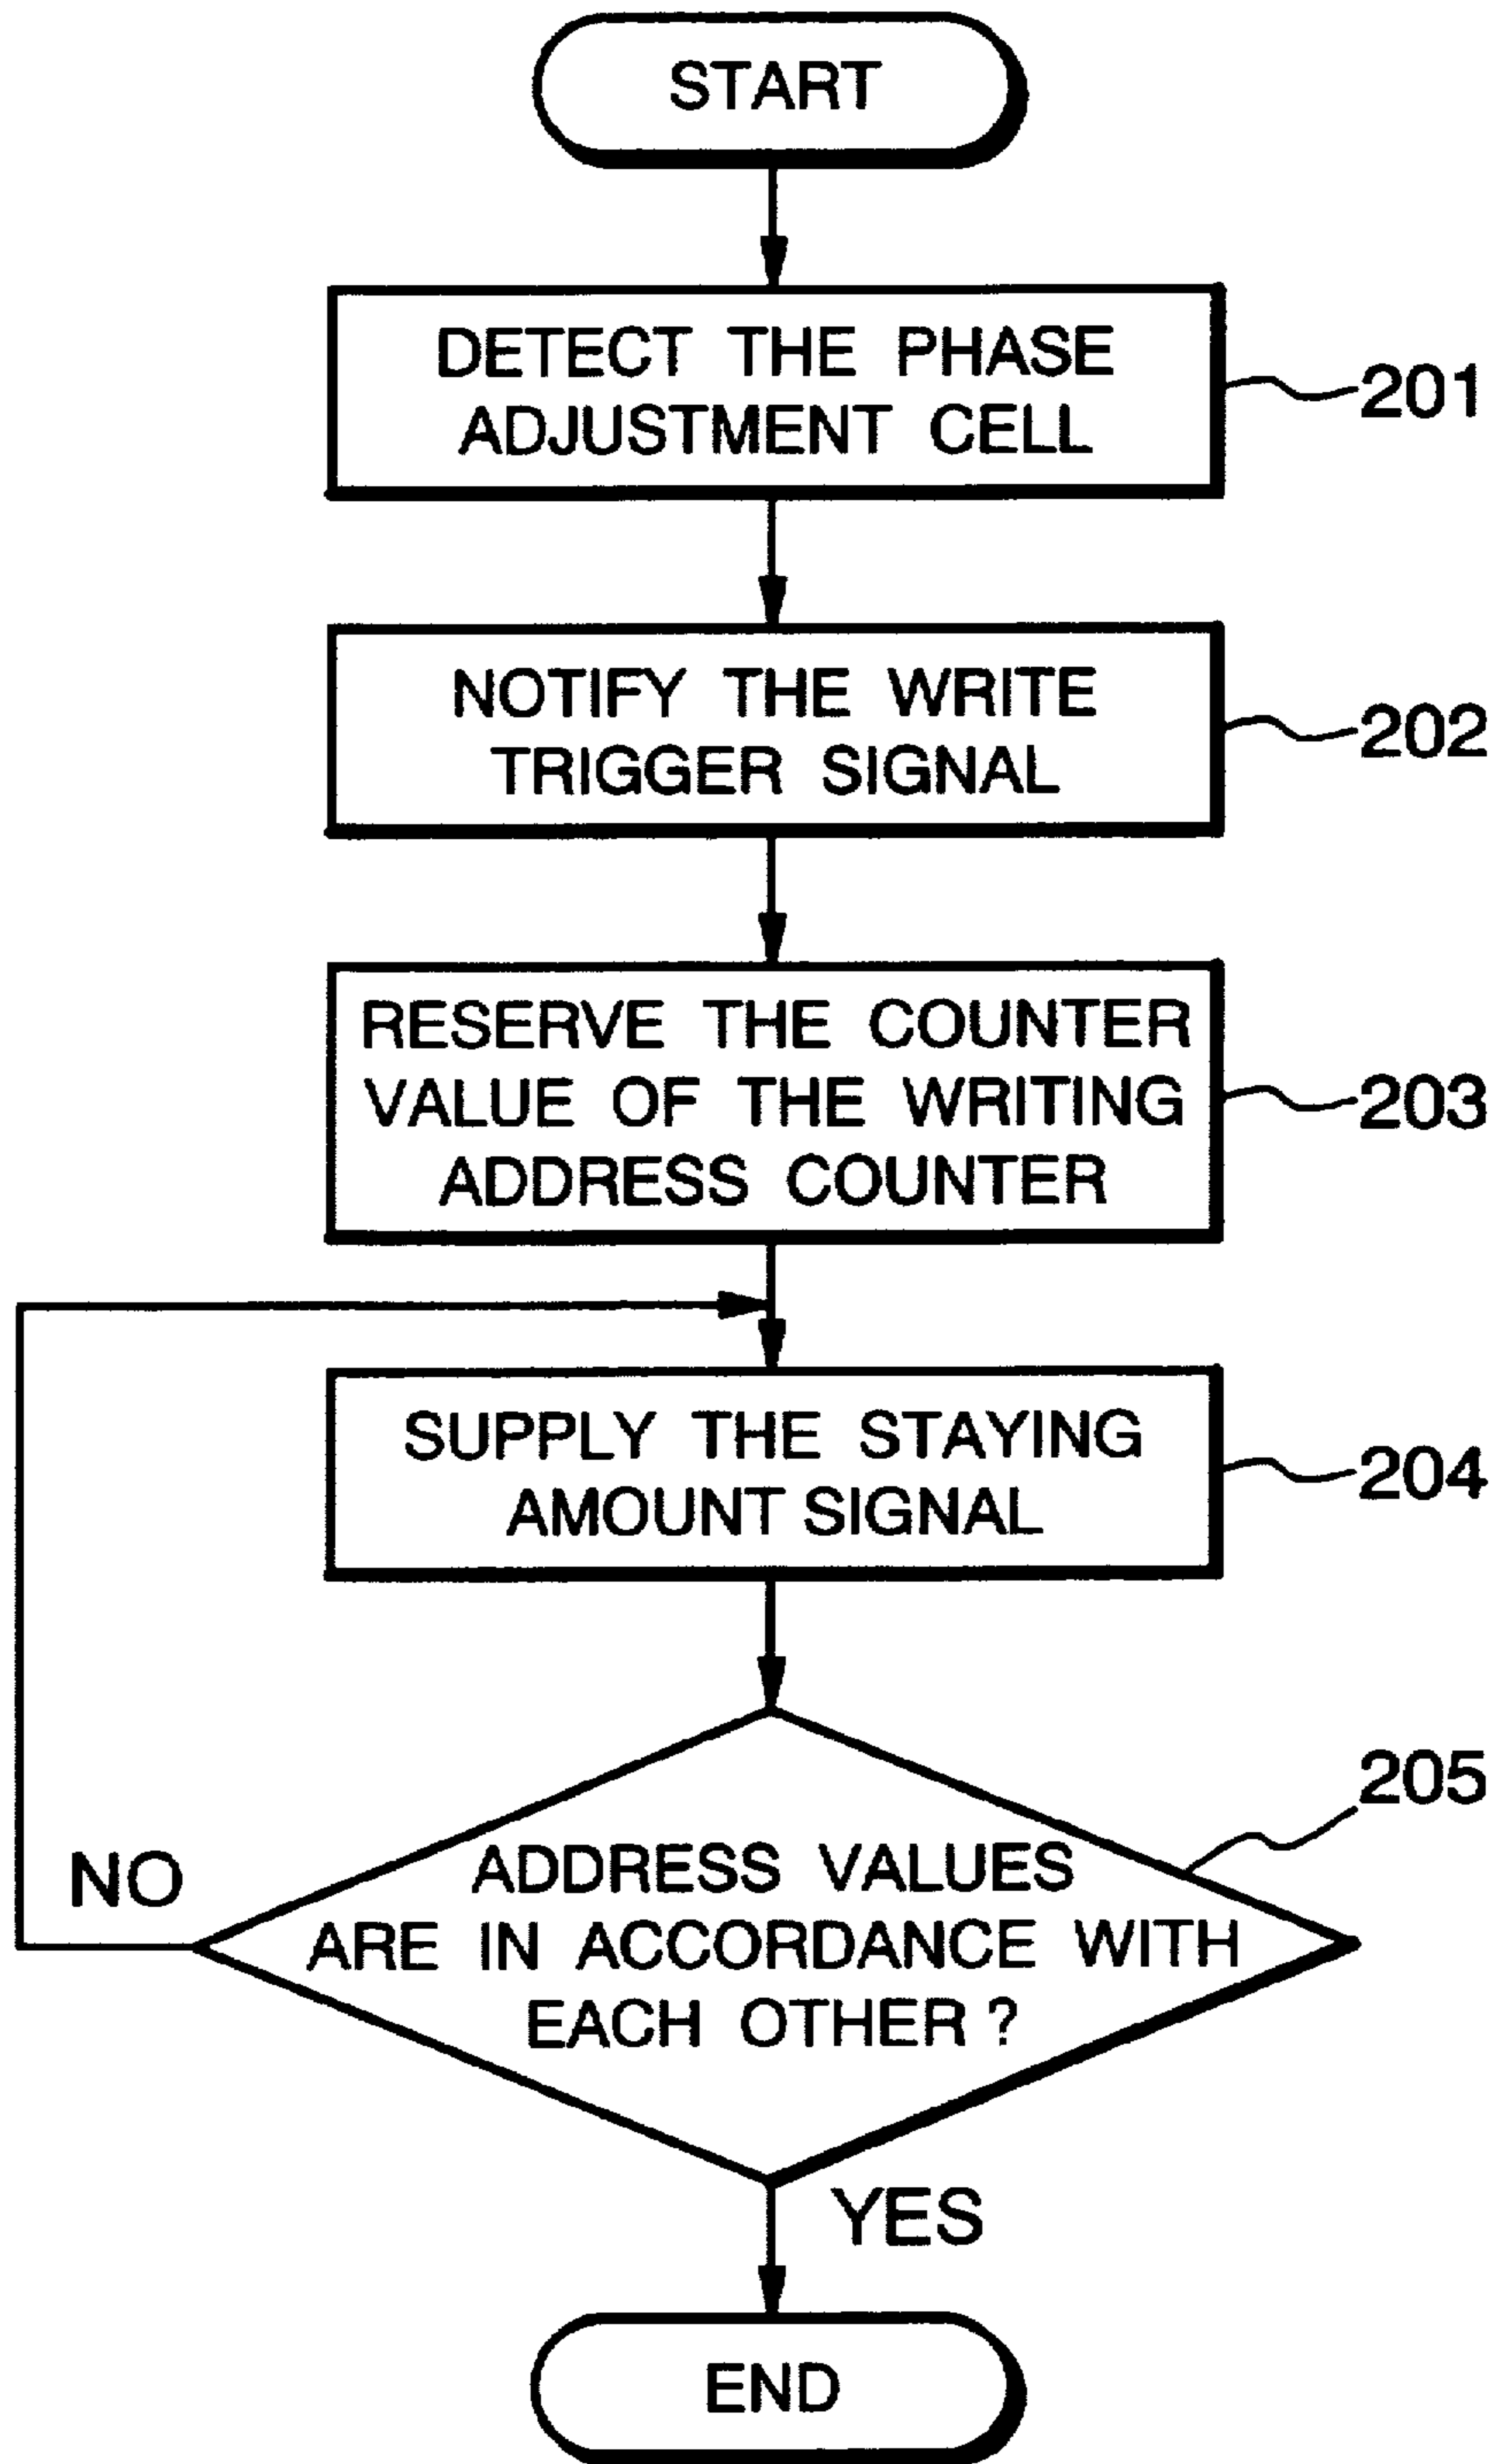 START
DETECT THE PHASE
ADJUSTMENT CELL
201
NOTIFY THE WRITE
TRIGGER SIGNAL
202
RESERVE THE COUNTER
VALUE OF THE WRITING
ADDRESS COUNTER
203
SUPPLY THE STAYING
AMOUNT SIGNAL
204
205
NO
ADDRESS VALUES
ARE IN ACCORDANCE WITH
EACH OTHER ?
YES
END